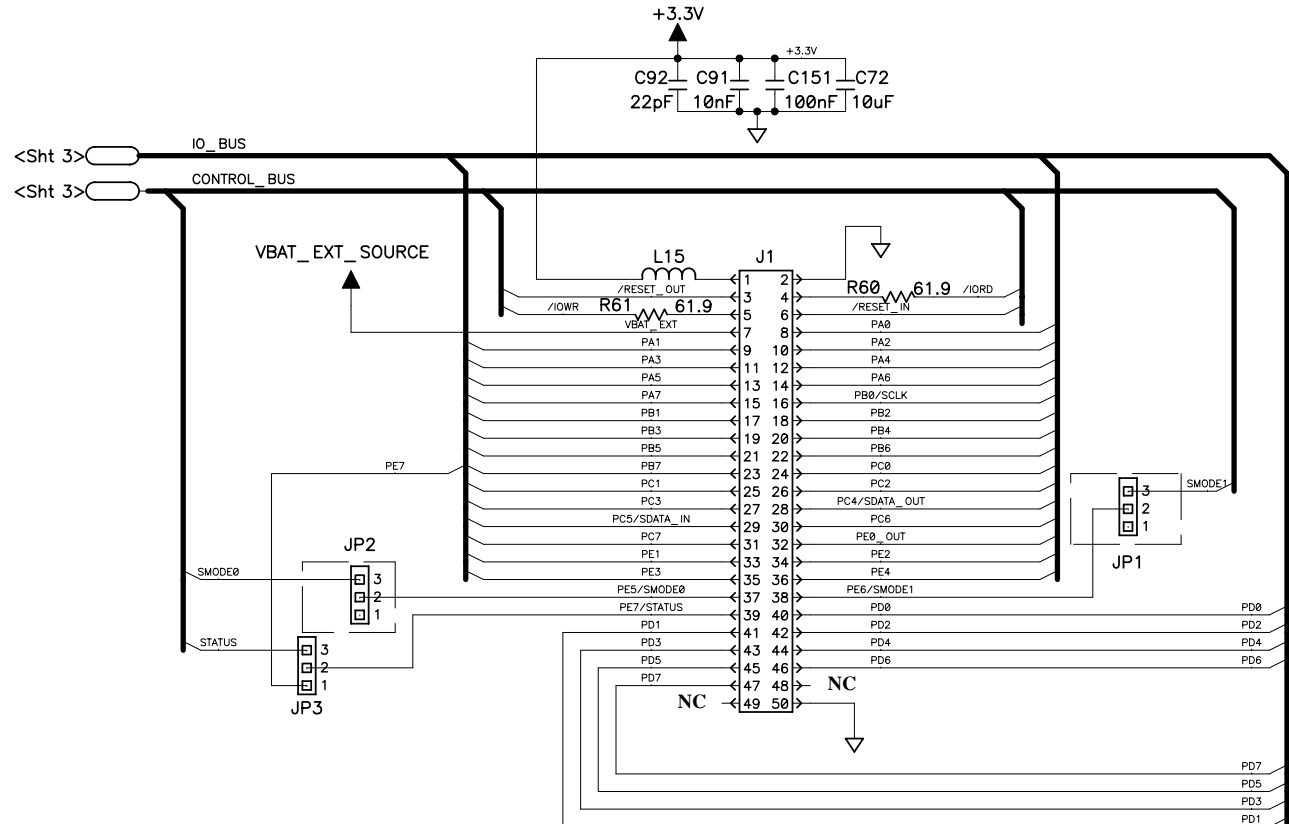 +3.3V
+3.3V
C92 C91 C151 C72
22pF 10nF 100nF 10uF
<Sht 3> IO_BUS
<Sht 3> CONTROL_BUS
VBAT_EXT_SOURCE
L15 J1
1 2
/RESET_OUT 3 4 R60 61.9 /IORD
/IOWR R61 61.9 5 6 /RESET_IN
VBAT_EXT 7 8 PA0
PA1 9 10 PA2
PA3 11 12 PA4
PA5 13 14 PA6
PA7 15 16 PB0/SCLK
PB1 17 18 PB2
PB3 19 20 PB4
PB5 21 22 PB6
PE7 PB7 23 24 PC0
PC1 25 26 PC2 3 SMODE1
PC3 27 28 PC4/SDATA_OUT 2
PC5/SDATA_IN 29 30 PC6 1
PC7 31 32 PE0_OUT
JP2 PE1 33 34 PE2 JP1
SMODE0 3 PE3 35 36 PE4
2 PE5/SMODE0 37 38 PE6/SMODE1
1 PE7/STATUS 39 40 PD0 PD0
PD1 41 42 PD2 PD2
STATUS 3 PD3 43 44 PD4 PD4
2 PD5 45 46 PD6 PD6
1 PD7 47 48 NC
JP3 NC 49 50
PD7
PD5
PD3
PD1